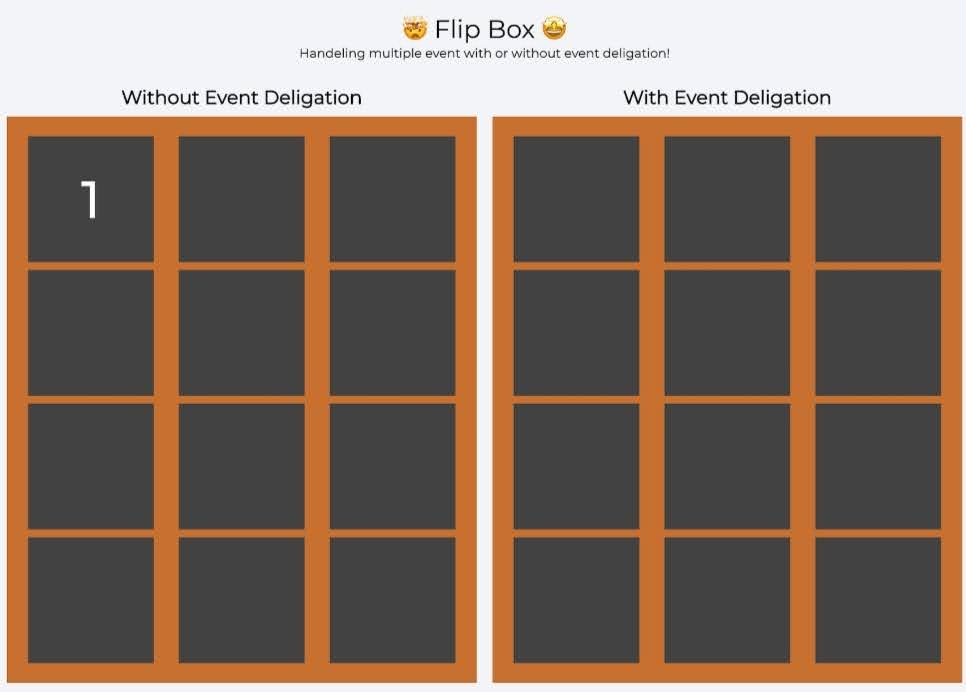 🤯 Flip Box 🤩
Handeling multiple event with or without event deligation!
Without Event Deligation
With Event Deligation
1